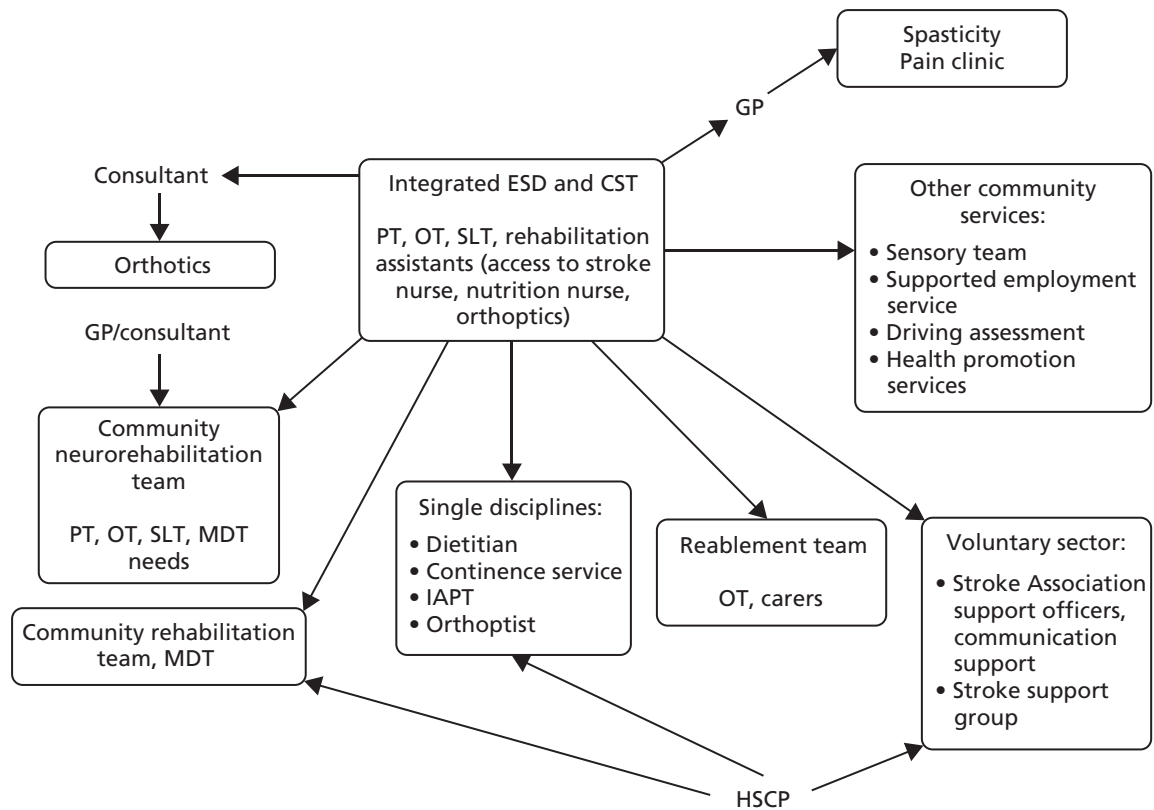 Spasticity
Pain clinic
GP
Consultant
Orthotics
Integrated ESD and CST
PT, OT, SLT, rehabilitation
assistants (access to stroke
nurse, nutrition nurse,
orthoptics)
Other community
services:
• Sensory team
• Supported employment
service
• Driving assessment
• Health promotion
services
GP/consultant
Community
neurorehabilitation
team
PT, OT, SLT, MDT
needs
Single disciplines:
• Dietitian
• Continence service
• IAPT
• Orthoptist
Reablement team
OT, carers
Voluntary sector:
• Stroke Association
support officers,
communication
support
• Stroke support
group
Community rehabilitation
team, MDT
HSCP